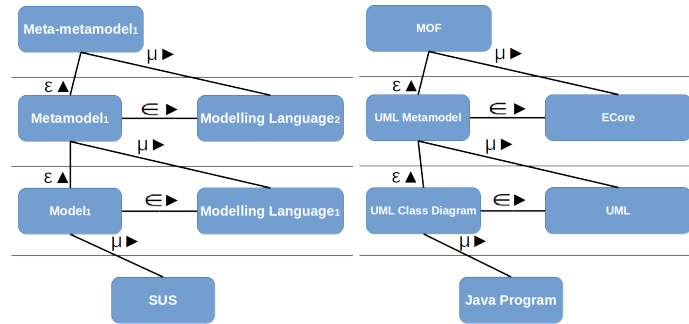 Meta-metamodel₁
MOF
μ ►
μ ►
ε ▲
ε ▲
Metamodel₁
∈ ►
Modelling Language₂
UML Metamodel
∈ ►
ECore
μ ►
μ ►
ε ▲
ε ▲
Model₁
∈ ►
Modelling Language₁
UML Class Diagram
∈ ►
UML
μ ►
μ ►
SUS
Java Program